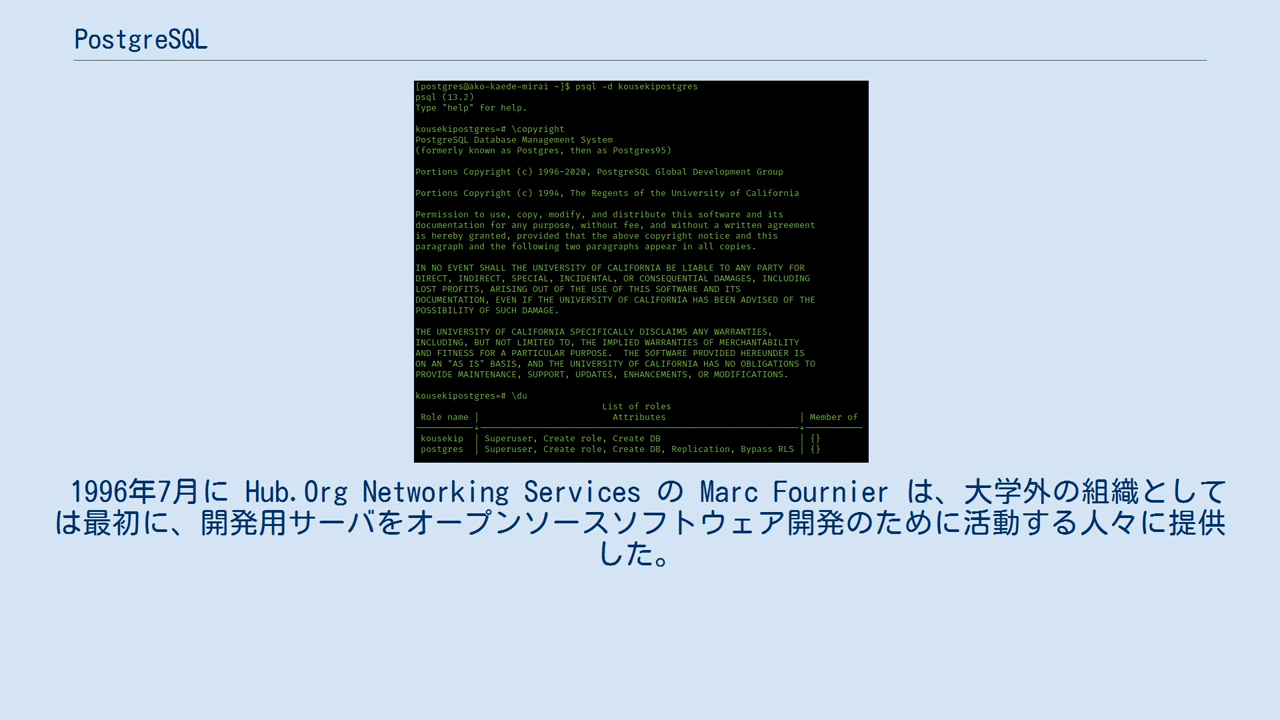 PostgreSQL
[postgres@ako-kaede-mirai ~]$ psql -d kousekipostgres
psql (13.2)
Type "help" for help.
kousekipostgres=# \copyright
PostgreSQL Database Management System
(formerly known as Postgres, then as Postgres95)
Portions Copyright (c) 1996-2020, PostgreSQL Global Development Group
Portions Copyright (c) 1994, The Regents of the University of California
Permission to use, copy, modify, and distribute this software and its
documentation for any purpose, without fee, and without a written agreement
is hereby granted, provided that the above copyright notice and this
paragraph and the following two paragraphs appear in all copies.
IN NO EVENT SHALL THE UNIVERSITY OF CALIFORNIA BE LIABLE TO ANY PARTY FOR
DIRECT, INDIRECT, SPECIAL, INCIDENTAL, OR CONSEQUENTIAL DAMAGES, INCLUDING
LOST PROFITS, ARISING OUT OF THE USE OF THIS SOFTWARE AND ITS
DOCUMENTATION, EVEN IF THE UNIVERSITY OF CALIFORNIA HAS BEEN ADVISED OF THE
POSSIBILITY OF SUCH DAMAGE.
THE UNIVERSITY OF CALIFORNIA SPECIFICALLY DISCLAIMS ANY WARRANTIES,
INCLUDING, BUT NOT LIMITED TO, THE IMPLIED WARRANTIES OF MERCHANTABILITY
AND FITNESS FOR A PARTICULAR PURPOSE.  THE SOFTWARE PROVIDED HEREUNDER IS
ON AN "AS IS" BASIS, AND THE UNIVERSITY OF CALIFORNIA HAS NO OBLIGATIONS TO
PROVIDE MAINTENANCE, SUPPORT, UPDATES, ENHANCEMENTS, OR MODIFICATIONS.
kousekipostgres=# \du
List of roles
Role name | Attributes | Member of
kousekip | Superuser, Create role, Create DB | {}
postgres | Superuser, Create role, Create DB, Replication, Bypass RLS | {}
1996年7月に Hub.Org Networking Services の Marc Fournier は、大学外の組織として
は最初に、開発用サーバをオープンソースソフトウェア開発のために活動する人々に提供
した。